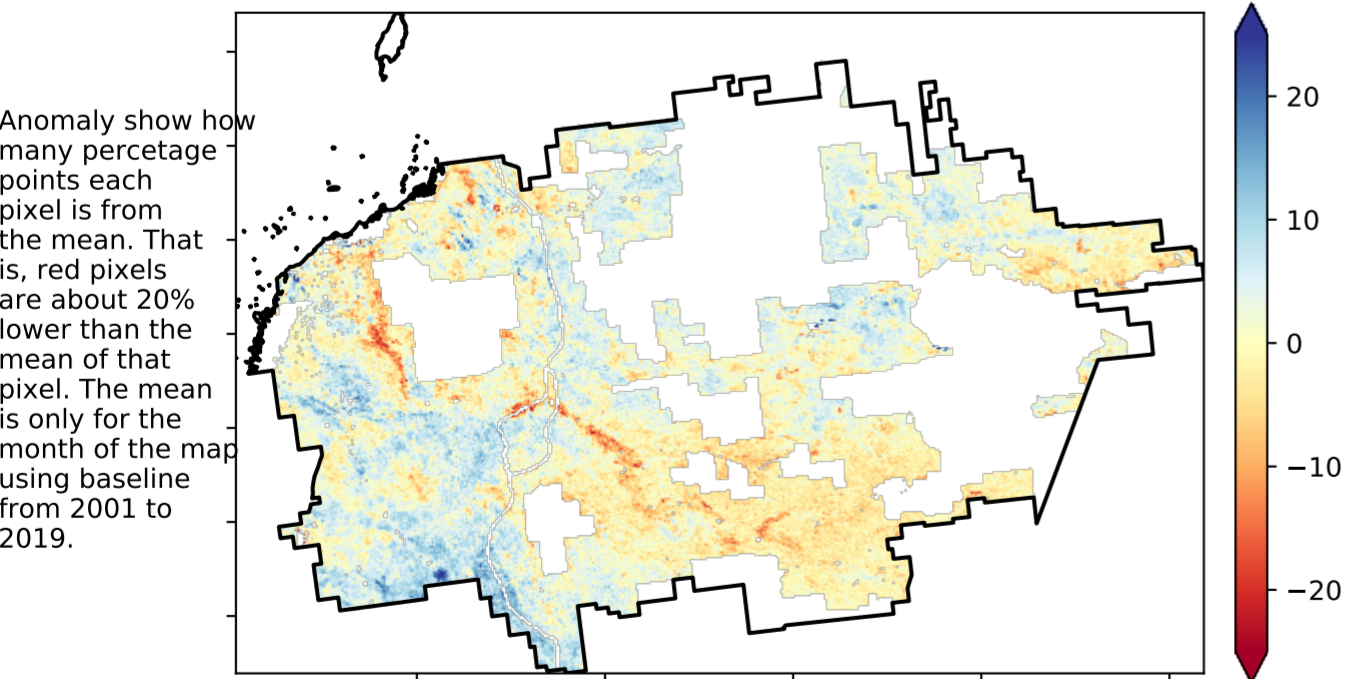 Anomaly show how
many percetage
points each
pixel is from
the mean. That
is, red pixels
are about 20%
lower than the
mean of that
pixel. The mean
is only for the
month of the map
using baseline
from 2001 to
2019.
20
10
0
−10
−20